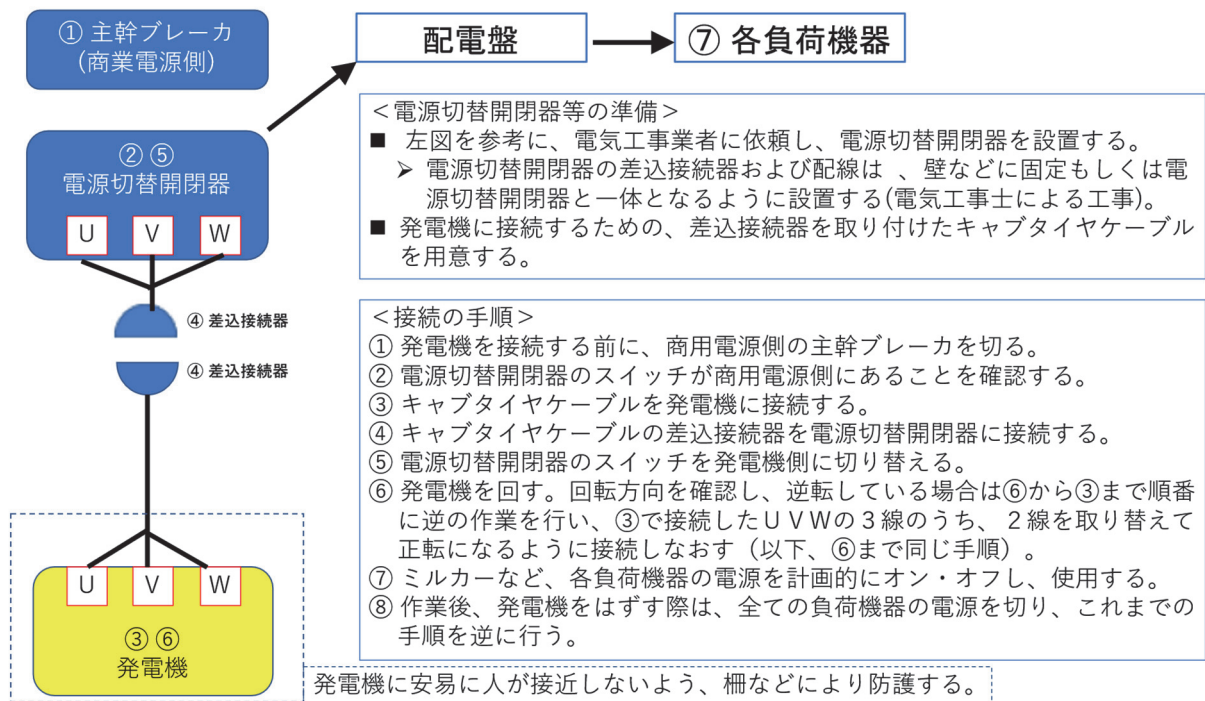 ① 主幹ブレーカ
(商業電源側)
配電盤
⑦ 各負荷機器
② ⑤
電源切替開閉器
U V W
④ 差込接続器
④ 差込接続器
U V W
③ ⑥
発電機
＜電源切替開閉器等の準備＞
■ 左図を参考に、電気工事業者に依頼し、電源切替開閉器を設置する。
➢ 電源切替開閉器の差込接続器および配線は 、壁などに固定もしくは電
源切替開閉器と一体となるように設置する(電気工事士による工事)。
■ 発電機に接続するための、差込接続器を取り付けたキャブタイヤケーブル
を用意する。
＜接続の手順＞
① 発電機を接続する前に、商用電源側の主幹ブレーカを切る。
② 電源切替開閉器のスイッチが商用電源側にあることを確認する。
③ キャブタイヤケーブルを発電機に接続する。
④ キャブタイヤケーブルの差込接続器を電源切替開閉器に接続する。
⑤ 電源切替開閉器のスイッチを発電機側に切り替える。
⑥ 発電機を回す。回転方向を確認し、逆転している場合は⑥から③まで順番
に逆の作業を行い、③で接続したＵＶＷの３線のうち、２線を取り替えて
正転になるように接続しなおす（以下、⑥まで同じ手順）。
⑦ ミルカーなど、各負荷機器の電源を計画的にオン・オフし、使用する。
⑧ 作業後、発電機をはずす際は、全ての負荷機器の電源を切り、これまでの
手順を逆に行う。
発電機に安易に人が接近しないよう、柵などにより防護する。